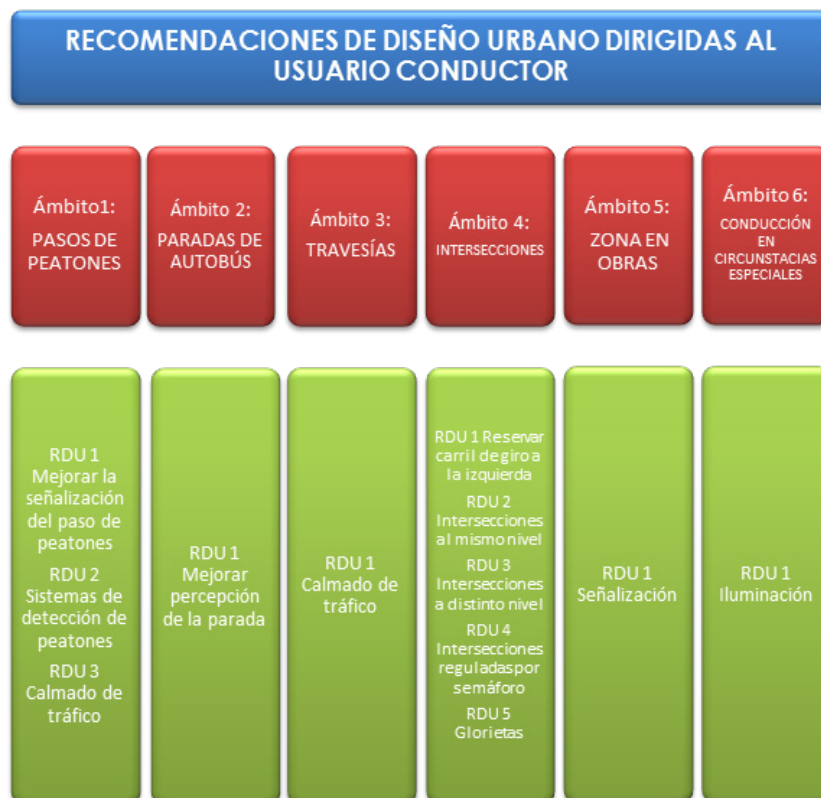 RECOMENDACIONES DE DISEÑO URBANO DIRIGIDAS AL
USUARIO CONDUCTOR
Ámbito1:
PASOS DE
PEATONES
Ámbito 2:
PARADAS DE
AUTOBÚS
Ámbito 3:
TRAVESÍAS
Ámbito 4:
INTERSECCIONES
Ámbito 5:
ZONA EN
OBRAS
Ámbito 6:
CONDUCCIÓN
EN
CIRCUNSTACIAS
ESPECIALES
RDU 1
Mejorar la
señalización
del paso de
peatones
RDU 2
Sistemas de
detección de
peatones
RDU 3
Calmado de
tráfico
RDU 1
Mejorar
percepción
de la parada
RDU 1
Calmado de
tráfico
RDU 1 Reservar
carril de giro a
la izquierda
RDU 2
Intersecciones
al mismo nivel
RDU 3
Intersecciones
a distinto nivel
RDU 4
Intersecciones
reguladas por
semáforo
RDU 5
Glorietas
RDU 1
Señalización
RDU 1
Iluminación